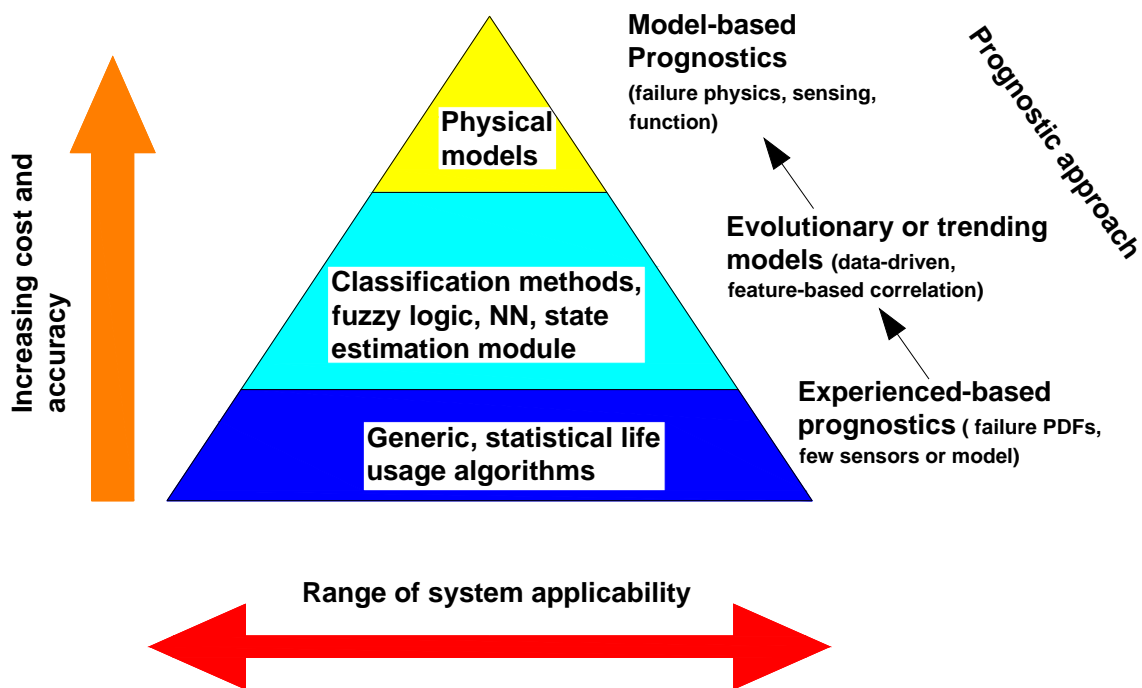 Model-based
Prognostics
(failure physics, sensing,
function)
Prognostic approach
Physical
models
Increasing cost and
accuracy
Evolutionary or trending
models (data-driven,
feature-based correlation)
Classification methods,
fuzzy logic, NN, state
estimation module
Experienced-based
prognostics ( failure PDFs,
few sensors or model)
Generic, statistical life
usage algorithms
Range of system applicability